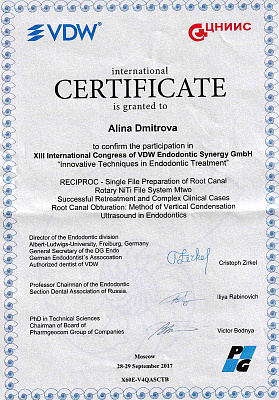 VDW®
ЦНИИС
international
CERTIFICATE
is granted to
Alina Dmitrova
to confirm the participation in
XIII International Congress of VDW Endodontic Synergy GmbH
"Innovative Techniques in Endodontic Treatment"
RECIPROC - Single File Preparation of Root Canal
Rotary NiTi File System Mtwo
Successful Retreatment and Complex Clinical Cases
Root Canal Obturation: Method of Vertical Condensation
Ultrasound in Endodontics
Director of the Endodontic division
Albert-Ludwigs-University, Freiburg, Germany
General Secretary of the DG Endo
German Endodontist's Assocoation
Authorized dentist of VDW
Cristoph Zirkel
Professor Chairman of the Endodontic
Section Dental Association of Russia.
Iliya Rabinovich
PhD in Technical Sciences
Chairman of Board of
Pharmgeocom Group of Companies
Victor Bodnya
Moscow
28-29 September 2017
X60E-V4QASCTB
PG